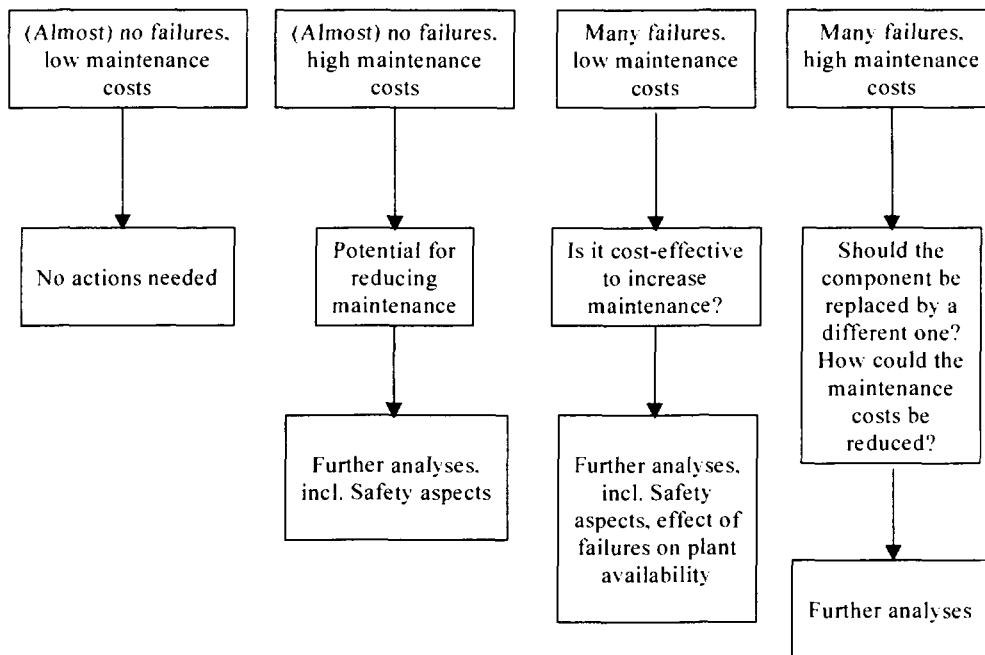 (Almost) no failures,
low maintenance
costs
(Almost) no failures,
high maintenance
costs
Many failures,
low maintenance
costs
Many failures,
high maintenance
costs
No actions needed
Potential for
reducing
maintenance
Is it cost-effective
to increase
maintenance?
Should the
component be
replaced by a
different one?
How could the
maintenance
costs be
reduced?
Further analyses,
incl. Safety aspects
Further analyses,
incl. Safety
aspects, effect of
failures on plant
availability
Further analyses